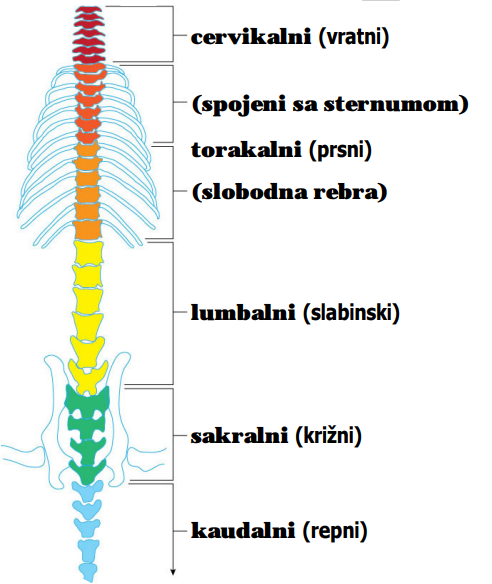 cervikalni (vratni)
(spojeni sa sternumom)
torakalni (prsni)
(slobodna rebra)
lumbalni (slabinski)
sakralni (križni)
kaudalni (repni)